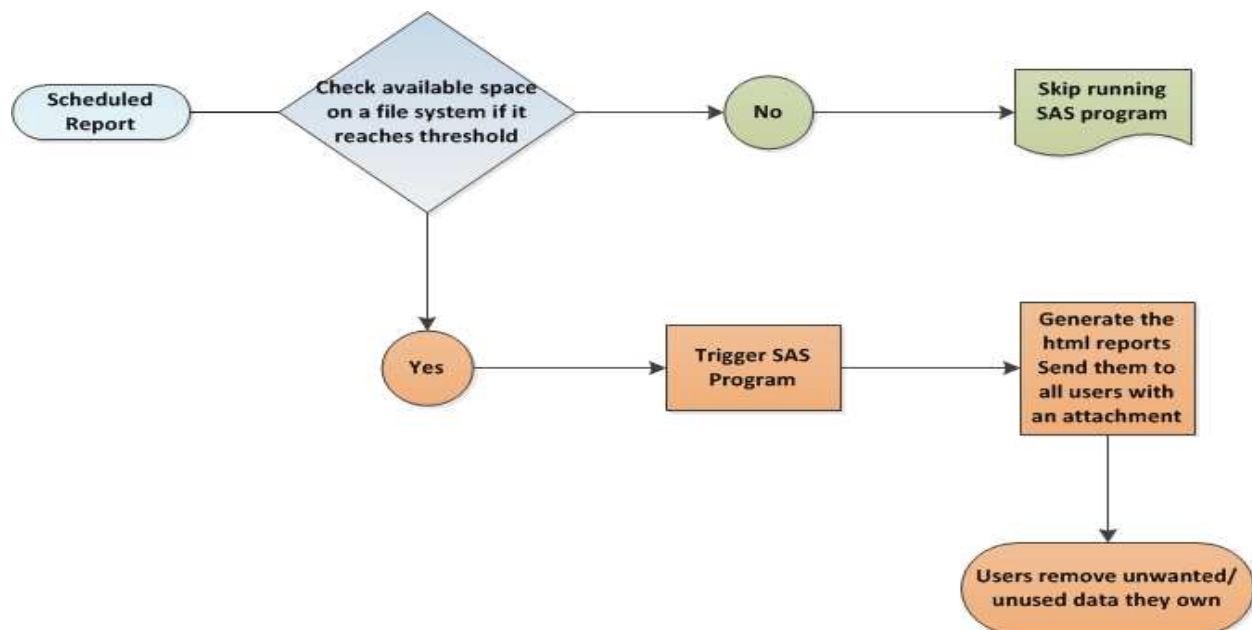 Scheduled
Report
Check available space
on a file system if it
reaches threshold
No
Skip running
SAS program
Yes
Trigger SAS
Program
Generate the
html reports
Send them to
all users with
an attachment
Users remove unwanted/
unused data they own